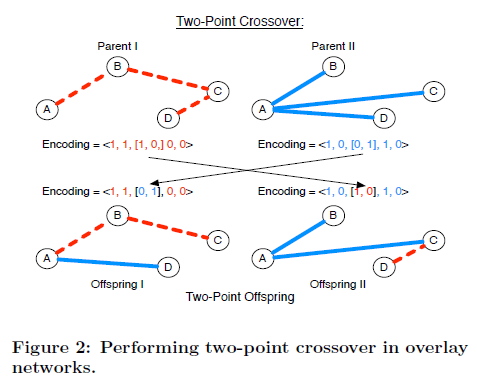 Two-Point Crossover:
Parent I
Parent II
B
B
C
C
A
A
D
D
Encoding = <1, 1, [1, 0,] 0, 0>
Encoding = <1, 0, [0, 1], 1, 0>
Encoding = <1, 1, [0, 1], 0, 0>
Encoding = <1, 0, [1, 0], 1, 0>
B
B
C
C
A
A
D
D
Offspring I
Offspring II
Two-Point Offspring
Figure 2: Performing two-point crossover in overlay
networks.